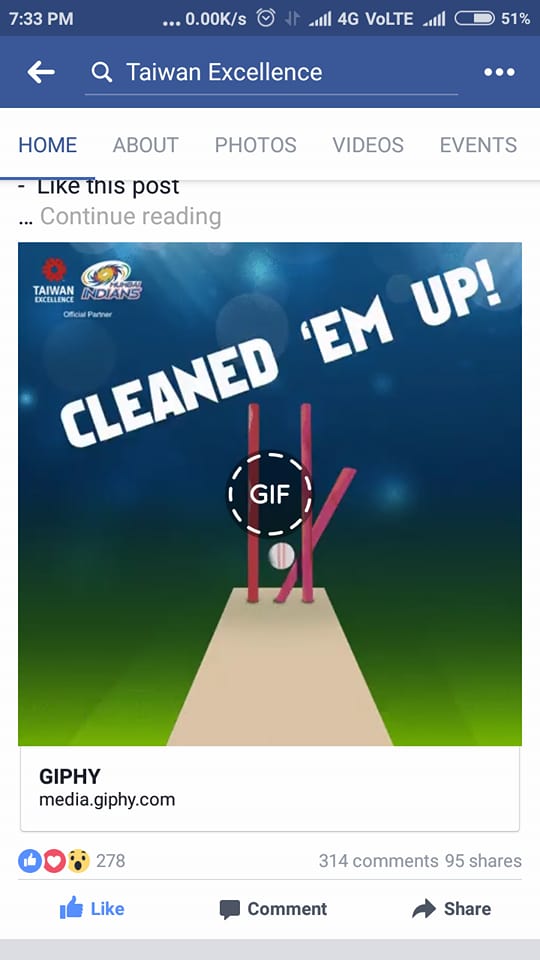 7:33 PM ... 0.00K/s 4G VoLTE 51%
Taiwan Excellence
HOME ABOUT PHOTOS VIDEOS EVENTS
- Like this post
... Continue reading
TAIWAN
EXCELLENCE
MUMBAI
INDIANS
Official Partner
CLEANED 'EM UP!
GIF
GIPHY
media.giphy.com
278 314 comments 95 shares
Like Comment Share